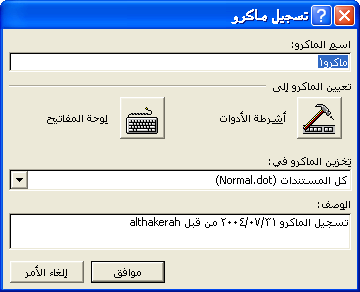 تسجيل ماكرو
اسم الماكرو:
ماكرو١
تعيين الماكرو إلى
أشرطة الأدوات
لوحة المفاتيح
تخزين الماكرو في:
كل المستندات (Normal.dot)
الوصف:
تسجيل الماكرو ٢٠٠٤/٠٧/٣١ من قبل althakerah
موافق
إلغاء الأمر